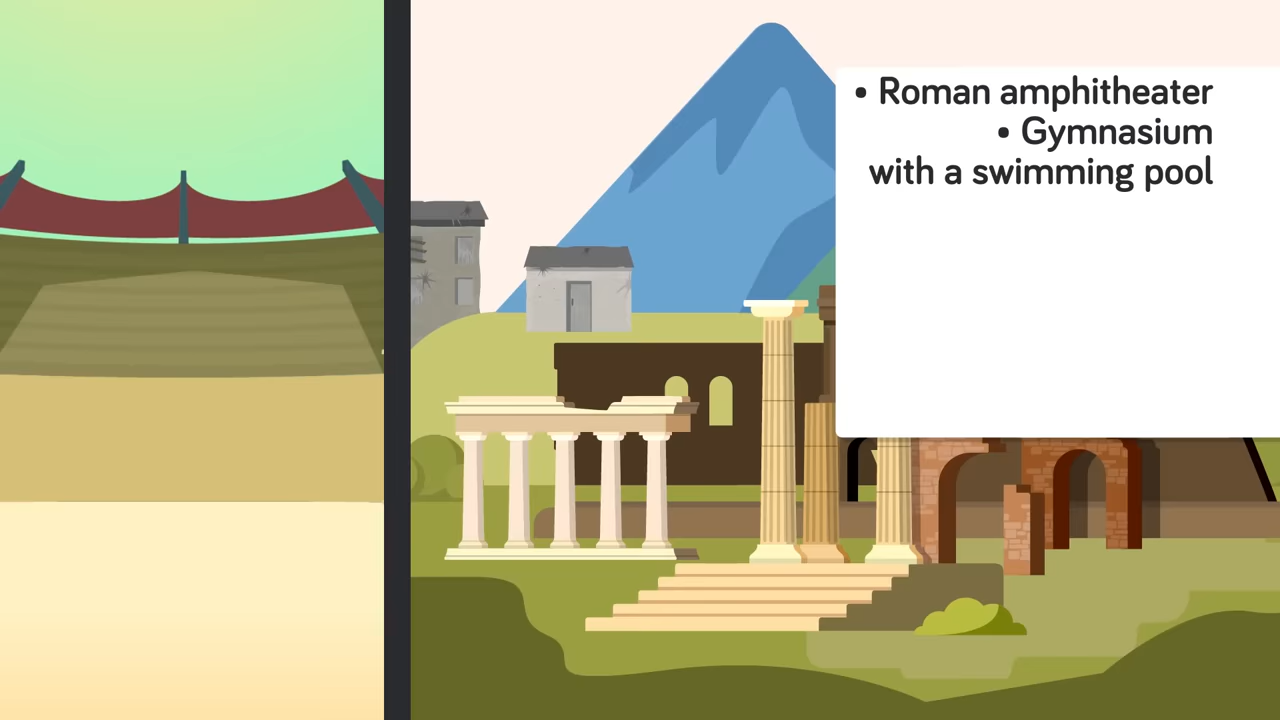 • Roman amphitheater
• Gymnasium
with a swimming pool